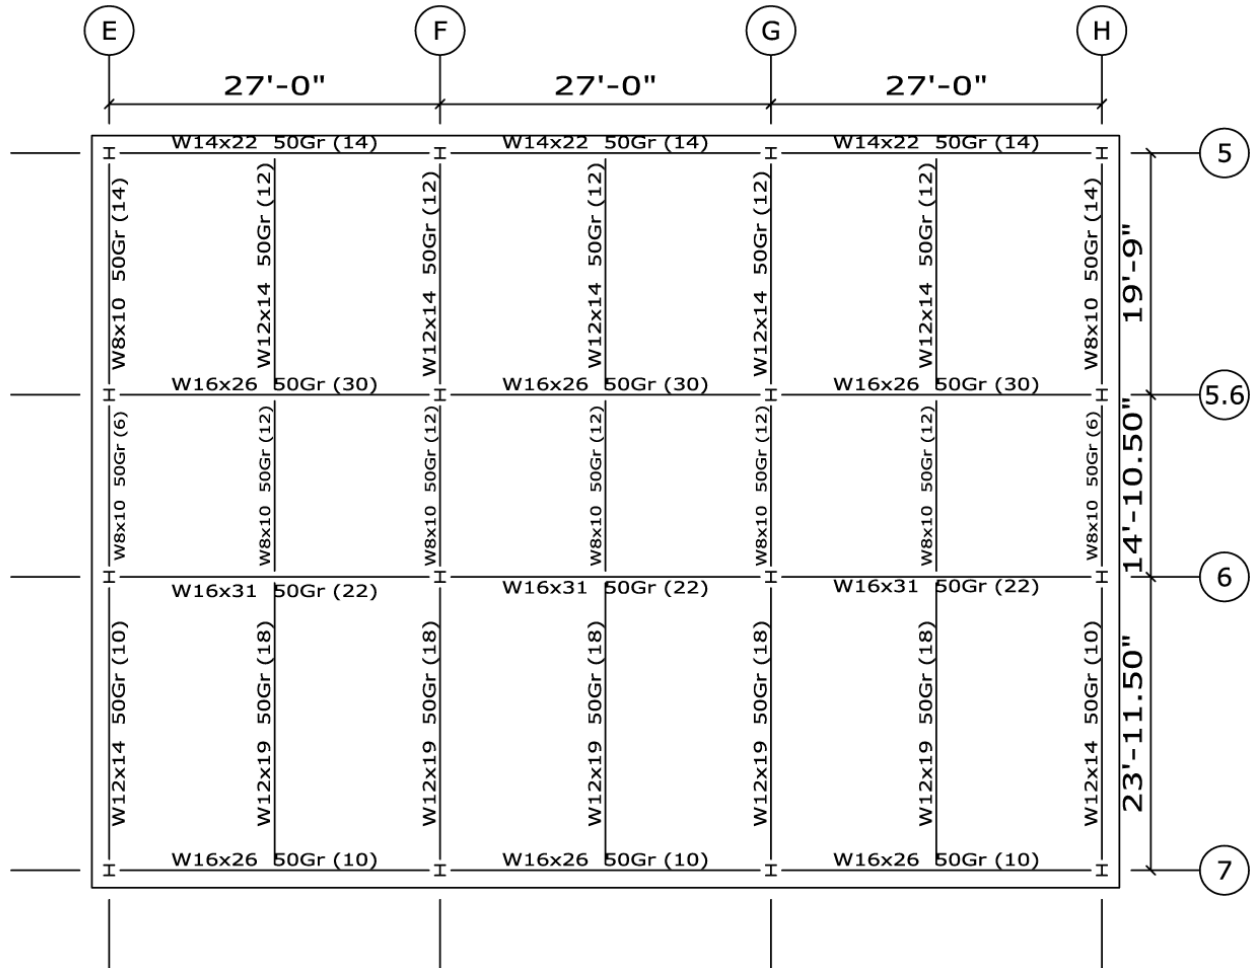 E F G H
27'-0" 27'-0" 27'-0"
W14x22 50Gr (14) W14x22 50Gr (14) W14x22 50Gr (14)
5
W8x10 50Gr (14)
W12x14 50Gr (12)
W12x14 50Gr (12)
W12x14 50Gr (12)
W12x14 50Gr (12)
W12x14 50Gr (12)
W8x10 50Gr (14)
19'-9"
W16x26 50Gr (30) W16x26 50Gr (30) W16x26 50Gr (30)
5.6
W8x10 50Gr (6)
W8x10 50Gr (12)
W8x10 50Gr (12)
W8x10 50Gr (12)
W8x10 50Gr (12)
W8x10 50Gr (12)
W8x10 50Gr (6)
14'-10.50"
W16x31 50Gr (22) W16x31 50Gr (22) W16x31 50Gr (22)
6
W12x14 50Gr (10)
W12x19 50Gr (18)
W12x19 50Gr (18)
W12x19 50Gr (18)
W12x19 50Gr (18)
W12x19 50Gr (18)
W12x14 50Gr (10)
23'-11.50"
W16x26 50Gr (10) W16x26 50Gr (10) W16x26 50Gr (10)
7